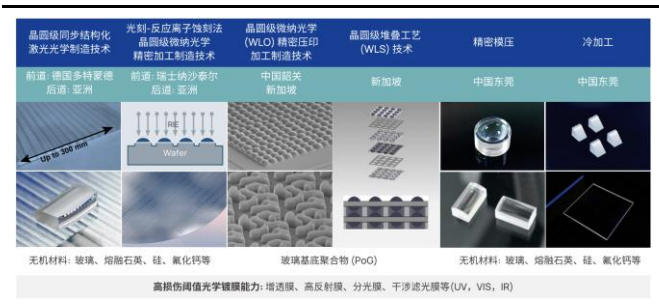 晶圆级同步结构化
激光光学制造技术
光刻-反应离子蚀刻法
晶圆级微纳光学
精密加工制造技术
晶圆级微纳光学
(WLO) 精密压印
加工制造技术
晶圆级堆叠工艺
(WLS) 技术
精密模压
冷加工
前道: 德国多特蒙德
后道: 亚洲
前道: 瑞士纳沙泰尔
后道: 亚洲
中国韶关
新加坡
新加坡
中国东莞
中国东莞
Up to 300 mm
RIE
Wafer
无机材料: 玻璃、熔融石英、硅、氟化钙等
玻璃基底聚合物 (PoG)
无机材料: 玻璃、熔融石英、硅、氟化钙等
高损伤阈值光学镀膜能力: 增透膜、高反射膜、分光膜、干涉滤光膜等(UV，VIS，IR)